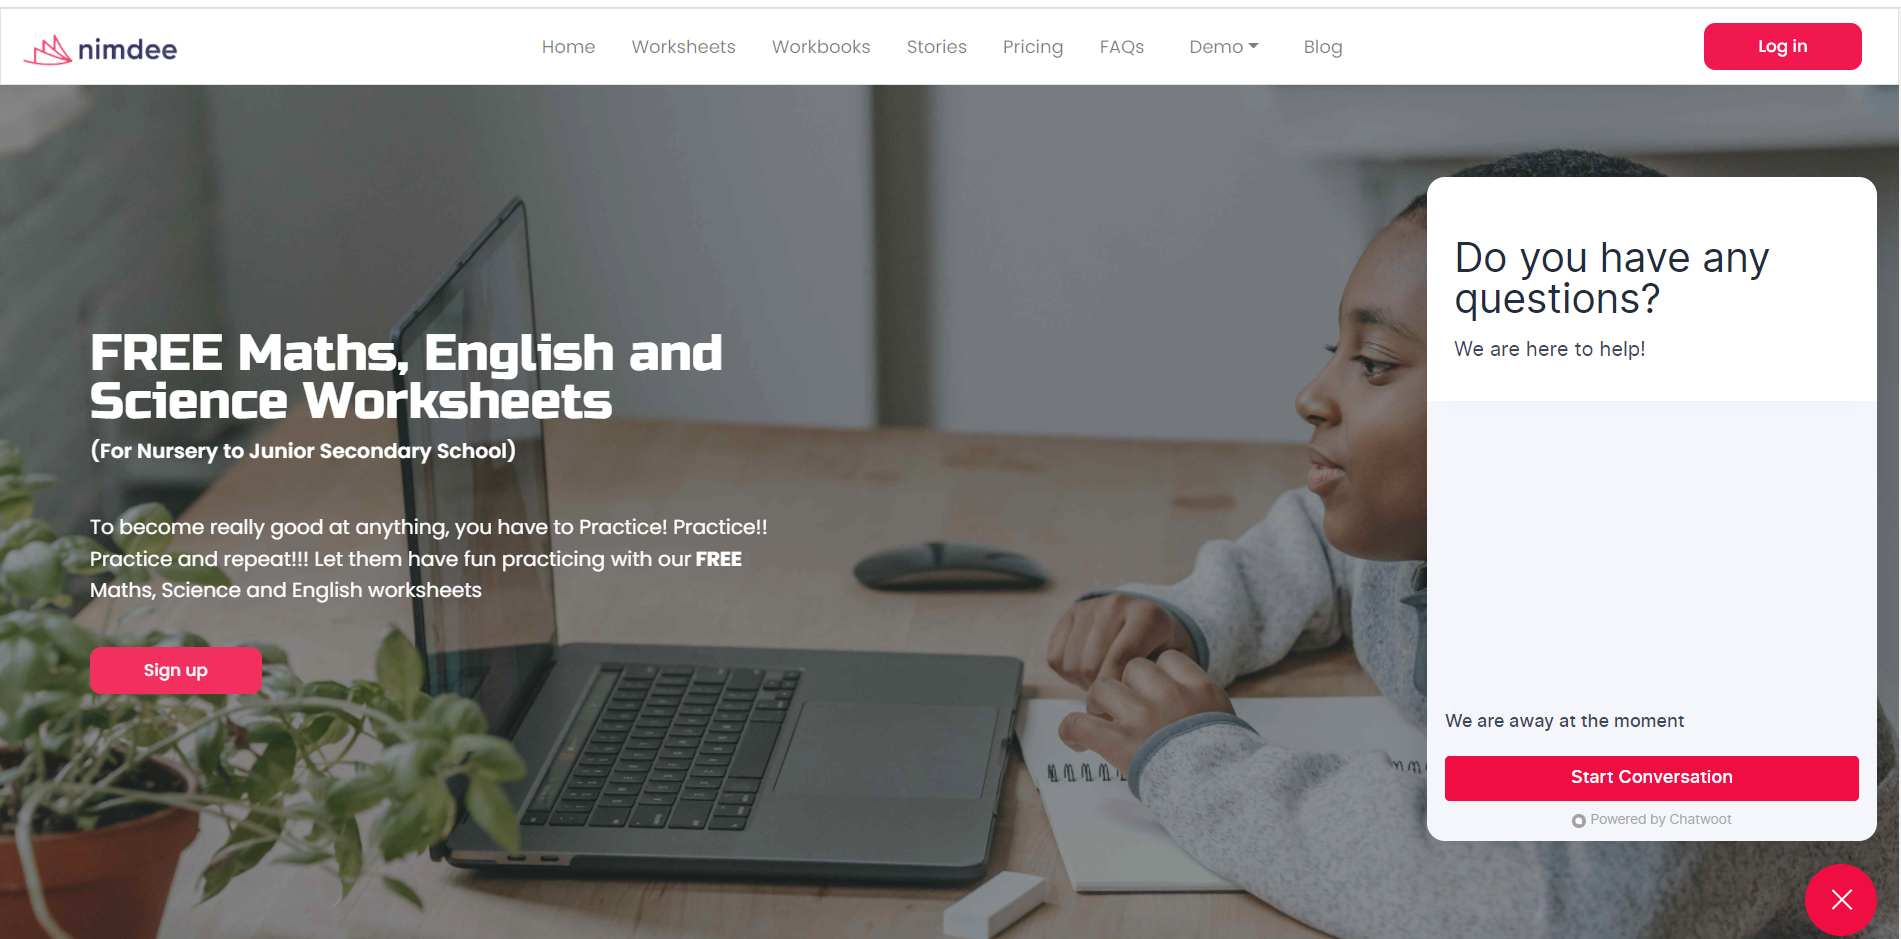 nimdee
Home
Worksheets
Workbooks
Stories
Pricing
FAQs
Demo
Blog
Log in
FREE Maths, English and
Science Worksheets
(For Nursery to Junior Secondary School)
To become really good at anything, you have to Practice! Practice!!
Practice and repeat!!! Let them have fun practicing with our FREE
Maths, Science and English worksheets
Sign up
Do you have any
questions?
We are here to help!
We are away at the moment
Start Conversation
Powered by Chatwoot